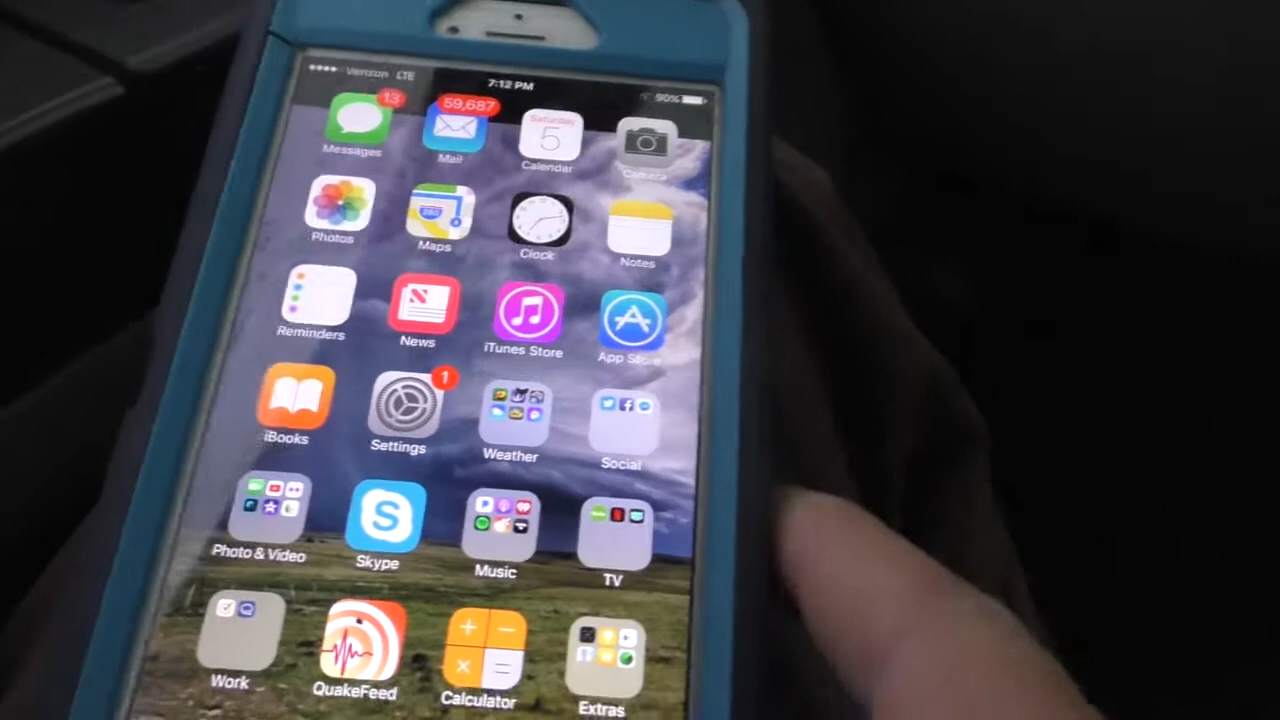 Verizon LTE 7:12 PM 90%
13 59,687 Saturday
5
Messages Mail Calendar Camera
280
Photos Maps Clock Notes
Reminders News iTunes Store App Store
1
iBooks Settings Weather Social
S
Photo & Video Skype Music TV
Work QuakeFeed Calculator Extras